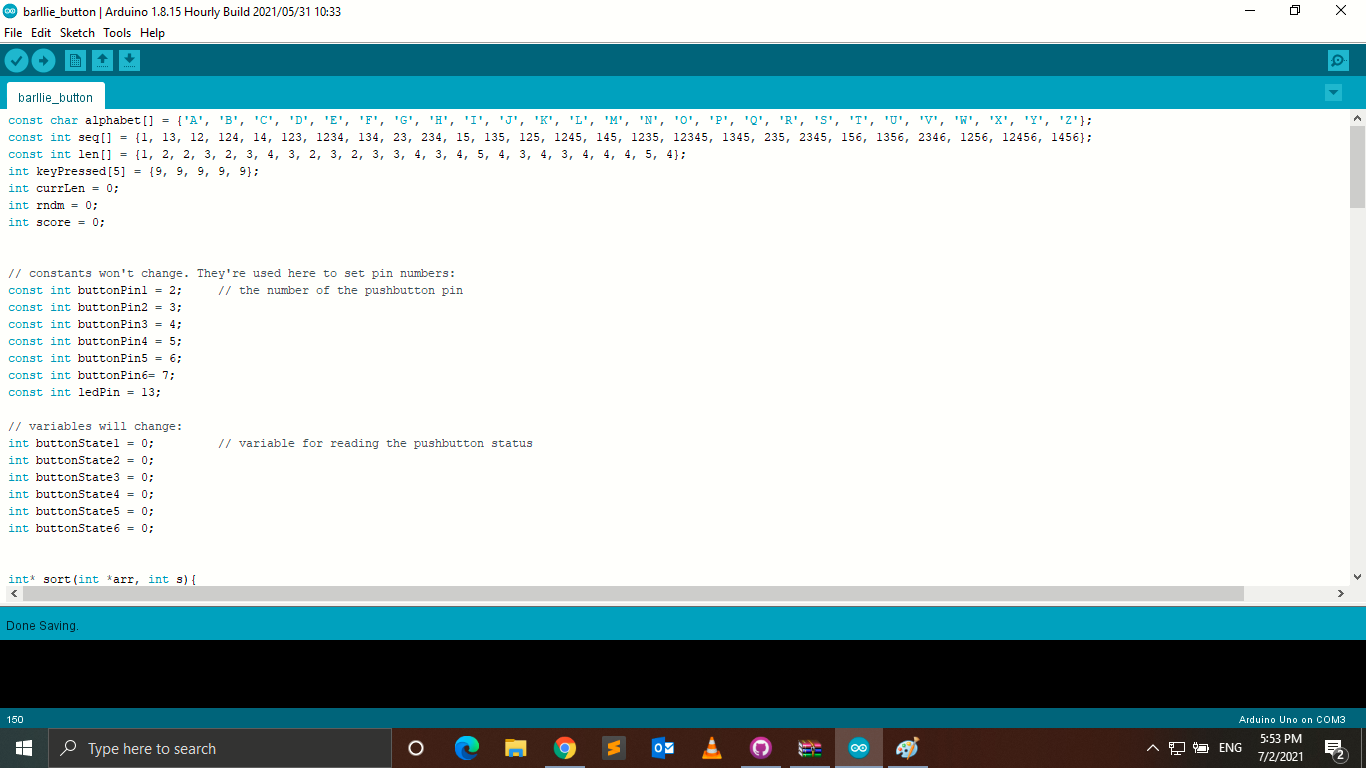 barllie_button | Arduino 1.8.15 Hourly Build 2021/05/31 10:33
File Edit Sketch Tools Help
barllie_button
const char alphabet[] = {'A', 'B', 'C', 'D', 'E', 'F', 'G', 'H', 'I', 'J', 'K', 'L', 'M', 'N', 'O', 'P', 'Q', 'R', 'S', 'T', 'U', 'V', 'W', 'X', 'Y', 'Z'};
const int seq[] = {1, 13, 12, 124, 14, 123, 1234, 134, 23, 234, 15, 135, 125, 1245, 145, 1235, 12345, 1345, 235, 2345, 156, 1356, 2346, 1256, 12456, 1456};
const int len[] = {1, 2, 2, 3, 2, 3, 4, 3, 2, 3, 2, 3, 3, 4, 3, 4, 5, 4, 3, 4, 3, 4, 4, 4, 5, 4};
int keyPressed[5] = {9, 9, 9, 9, 9};
int currLen = 0;
int rndm = 0;
int score = 0;
// constants won't change. They're used here to set pin numbers:
const int buttonPin1 = 2;     // the number of the pushbutton pin
const int buttonPin2 = 3;
const int buttonPin3 = 4;
const int buttonPin4 = 5;
const int buttonPin5 = 6;
const int buttonPin6= 7;
const int ledPin = 13;
// variables will change:
int buttonState1 = 0;         // variable for reading the pushbutton status
int buttonState2 = 0;
int buttonState3 = 0;
int buttonState4 = 0;
int buttonState5 = 0;
int buttonState6 = 0;
int* sort(int *arr, int s){
Done Saving.
150 Arduino Uno on COM3
Type here to search
ENG
5:53 PM
7/2/2021
2